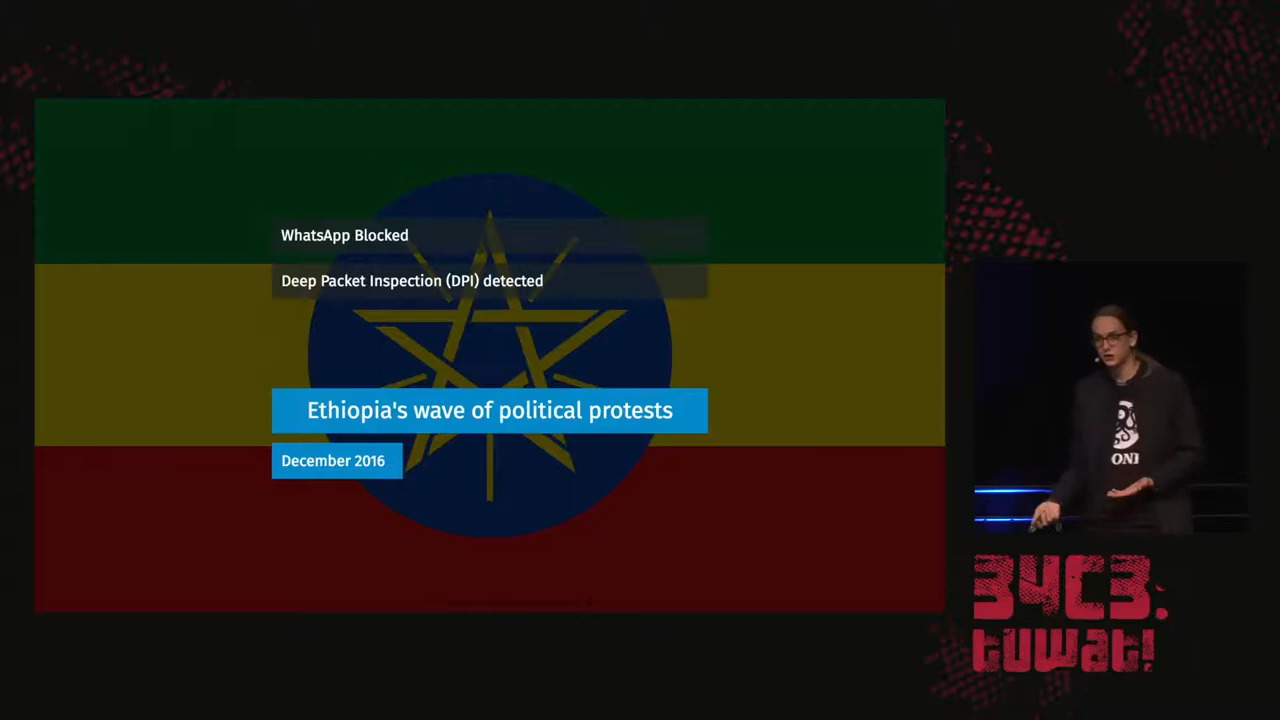 WhatsApp Blocked
Deep Packet Inspection (DPI) detected
Ethiopia's wave of political protests
December 2016
ONI
34C3:
tuwat!